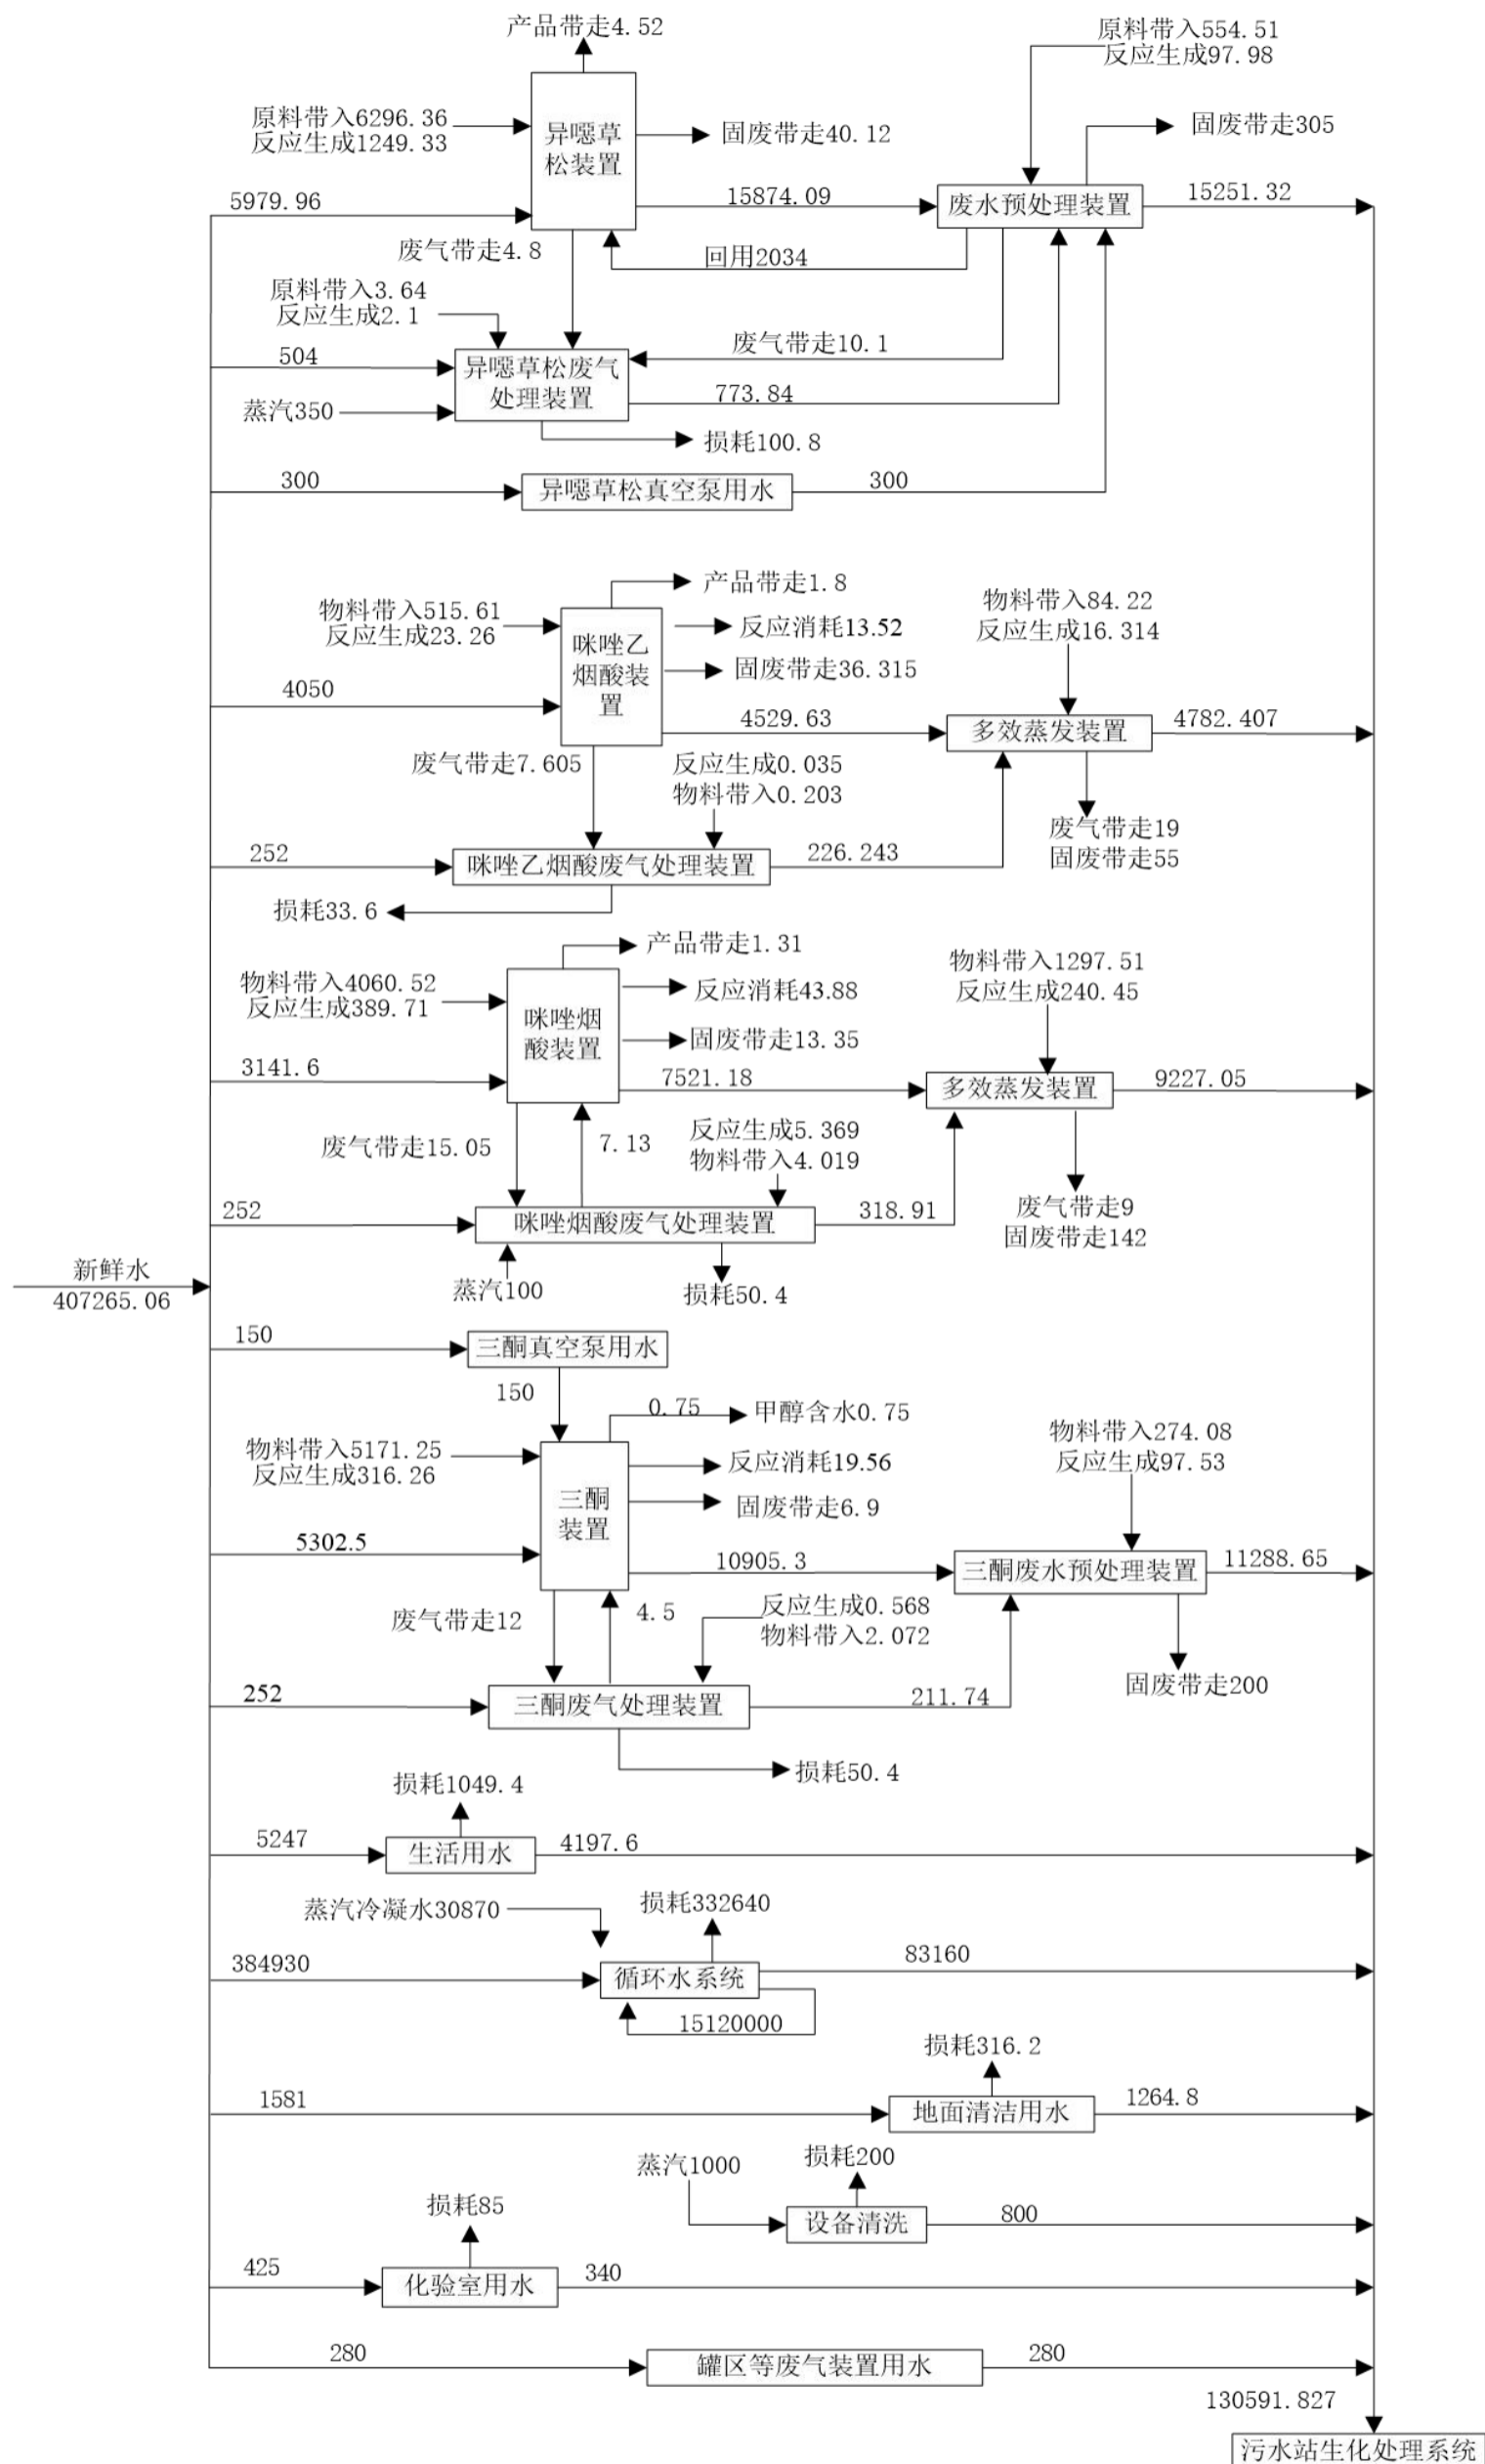 产品带走4.52
原料带入554.51
反应生成97.98
原料带入6296.36
反应生成1249.33
异噁草
松装置
固废带走40.12
固废带走305
5979.96
15874.09
废水预处理装置
15251.32
废气带走4.8
回用2034
原料带入3.64
反应生成2.1
504
异噁草松废气
处理装置
废气带走10.1
773.84
蒸汽350
损耗100.8
300
异噁草松真空泵用水
300
产品带走1.8
物料带入515.61
反应生成23.26
咪唑乙
烟酸装
置
反应消耗13.52
固废带走36.315
物料带入84.22
反应生成16.314
4050
4529.63
多效蒸发装置
4782.407
废气带走7.605
反应生成0.035
物料带入0.203
废气带走19
固废带走55
252
咪唑乙烟酸废气处理装置
226.243
损耗33.6
产品带走1.31
物料带入4060.52
反应生成389.71
咪唑烟
酸装置
反应消耗43.88
固废带走13.35
物料带入1297.51
反应生成240.45
3141.6
7521.18
多效蒸发装置
9227.05
废气带走15.05
7.13
反应生成5.369
物料带入4.019
252
咪唑烟酸废气处理装置
318.91
废气带走9
固废带走142
蒸汽100
损耗50.4
新鲜水
407265.06
150
三酮真空泵用水
150
0.75
甲醇含水0.75
物料带入5171.25
反应生成316.26
三酮
装置
反应消耗19.56
固废带走6.9
物料带入274.08
反应生成97.53
5302.5
10905.3
三酮废水预处理装置
11288.65
废气带走12
4.5
反应生成0.568
物料带入2.072
252
三酮废气处理装置
211.74
固废带走200
损耗50.4
损耗1049.4
5247
生活用水
4197.6
蒸汽冷凝水30870
损耗332640
384930
循环水系统
83160
15120000
损耗316.2
1581
地面清洁用水
1264.8
蒸汽1000
损耗200
设备清洗
800
损耗85
425
化验室用水
340
280
罐区等废气装置用水
280
130591.827
污水站生化处理系统